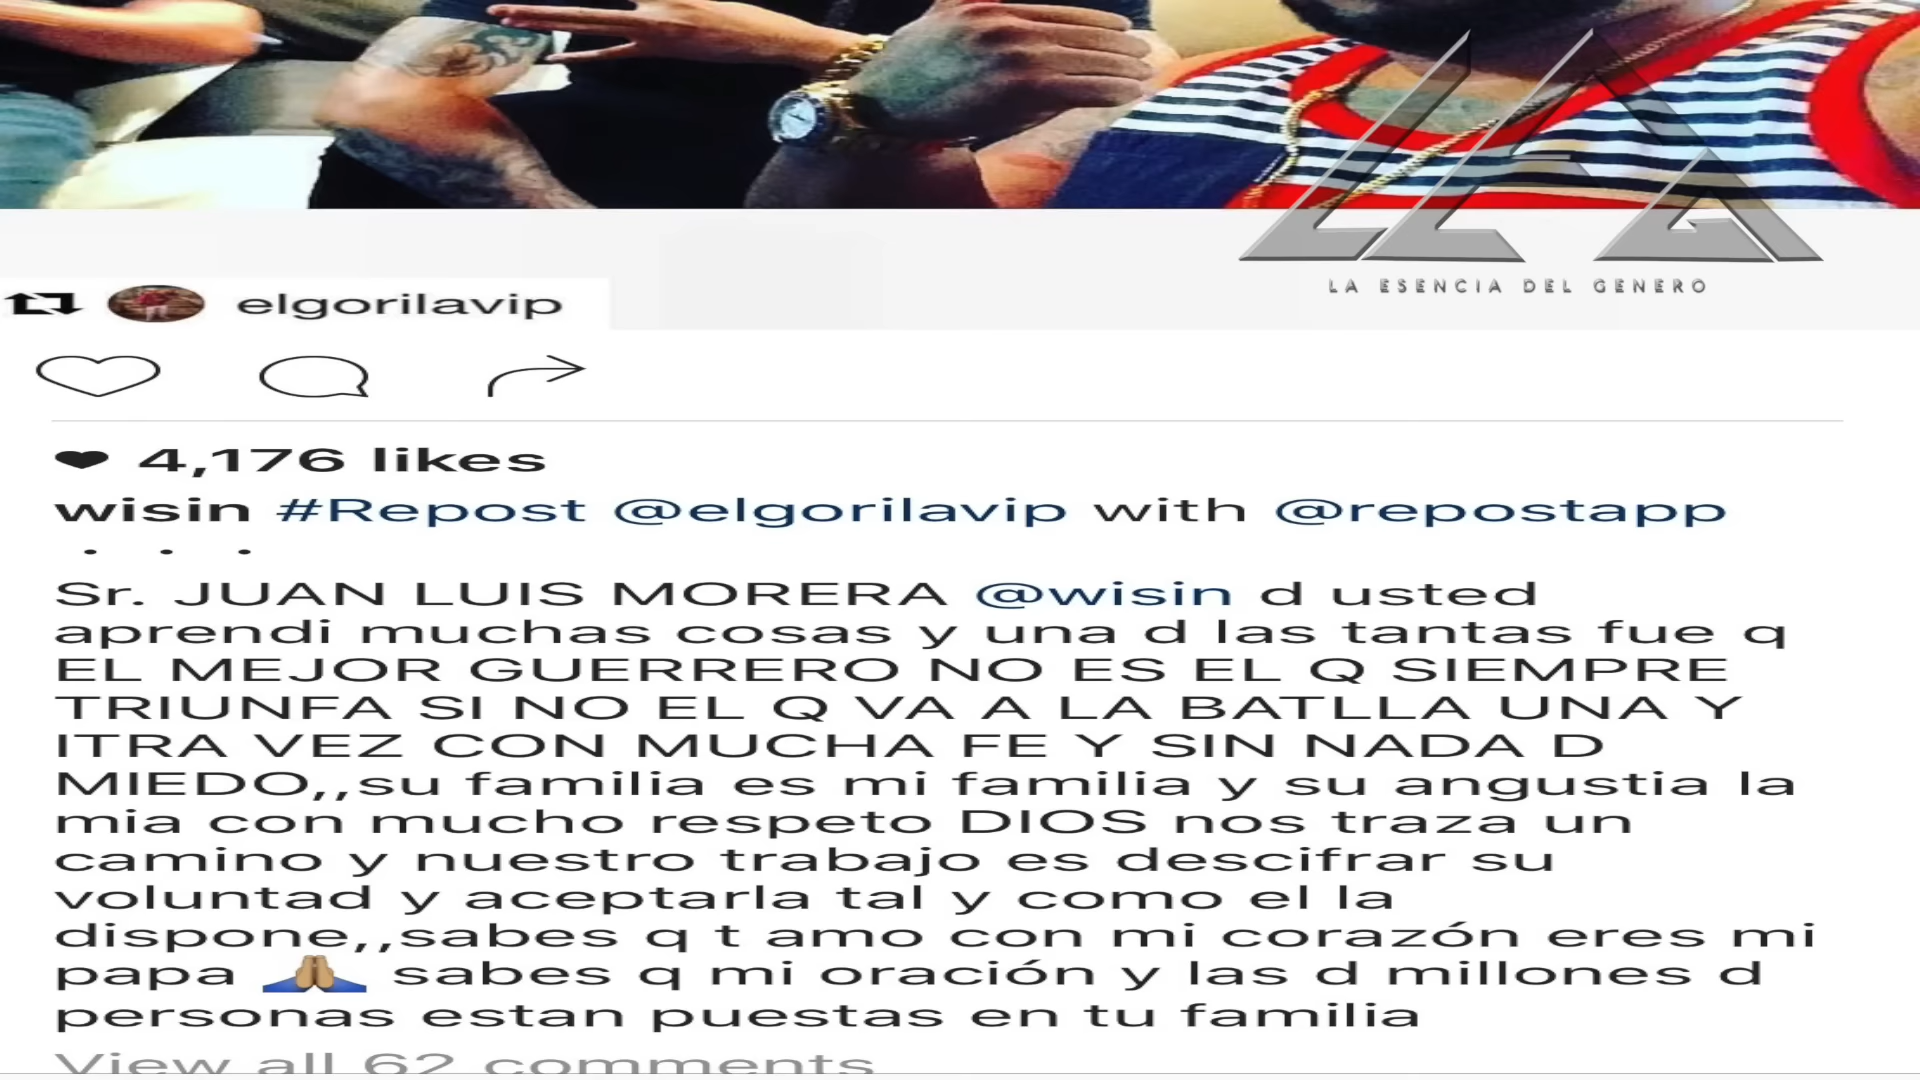 LA ESENCIA DEL GENERO
elgorilavip
4,176 likes
wisin #Repost @elgorilavip with @repostapp
. . .
Sr. JUAN LUIS MORERA @wisin d usted
aprendi muchas cosas y una d las tantas fue q
EL MEJOR GUERRERO NO ES EL Q SIEMPRE
TRIUNFA SI NO EL Q VA A LA BATLLA UNA Y
ITRA VEZ CON MUCHA FE Y SIN NADA D
MIEDO,,su familia es mi familia y su angustia la
mia con mucho respeto DIOS nos traza un
camino y nuestro trabajo es descifrar su
voluntad y aceptarla tal y como el la
dispone,,sabes q t amo con mi corazón eres mi
papa 🙏🏽 sabes q mi oración y las d millones d
personas estan puestas en tu familia
View all 62 comments